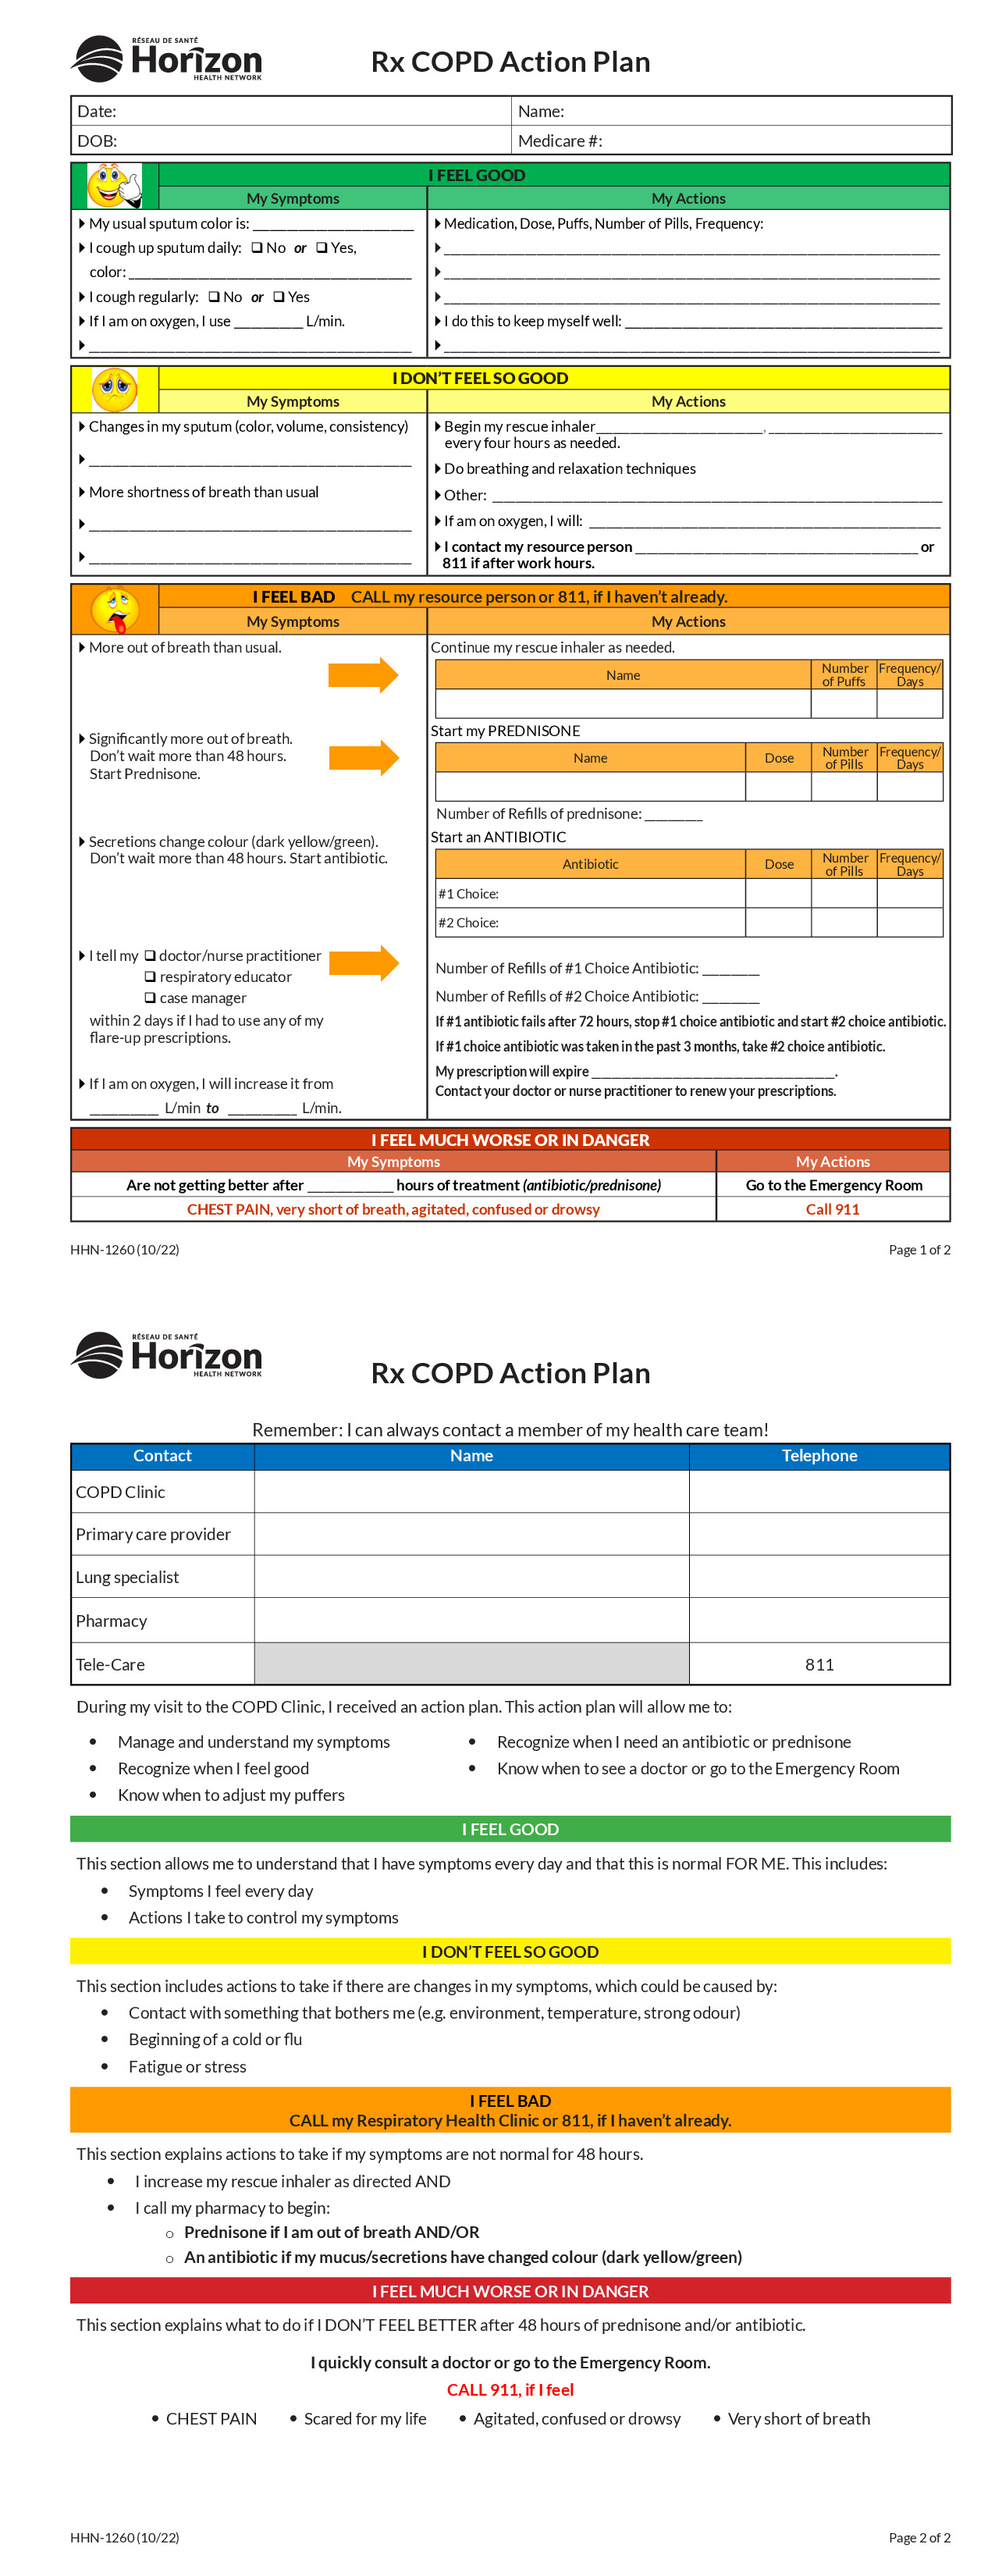 RÉSEAU DE SANTÉ
Horizon
HEALTH NETWORK
Rx COPD Action Plan
Date:
Name:
DOB:
Medicare #:
I FEEL GOOD
My Symptoms
My Actions
My usual sputum color is: ____________________
I cough up sputum daily: ❑ No or ❑ Yes,
color: ____________________
I cough regularly: ❑ No or ❑ Yes
If I am on oxygen, I use _________ L/min.
____________________
Medication, Dose, Puffs, Number of Pills, Frequency:
____________________
____________________
____________________
I do this to keep myself well: ____________________
____________________
I DON'T FEEL SO GOOD
My Symptoms
My Actions
Changes in my sputum (color, volume, consistency)
____________________
More shortness of breath than usual
____________________
____________________
Begin my rescue inhaler____________________, ____________________
every four hours as needed.
Do breathing and relaxation techniques
Other: ____________________
If am on oxygen, I will: ____________________
I contact my resource person ____________________ or
811 if after work hours.
I FEEL BAD CALL my resource person or 811, if I haven't already.
My Symptoms
My Actions
More out of breath than usual.
Significantly more out of breath.
Don't wait more than 48 hours.
Start Prednisone.
Secretions change colour (dark yellow/green).
Don't wait more than 48 hours. Start antibiotic.
I tell my ❑ doctor/nurse practitioner
❑ respiratory educator
❑ case manager
within 2 days if I had to use any of my
flare-up prescriptions.
If I am on oxygen, I will increase it from
_________ L/min to _________ L/min.
Continue my rescue inhaler as needed.
Name
Number of Puffs
Frequency/ Days
Start my PREDNISONE
Name
Dose
Number of Pills
Frequency/ Days
Number of Refills of prednisone: ________
Start an ANTIBIOTIC
Antibiotic
Dose
Number of Pills
Frequency/ Days
#1 Choice:
#2 Choice:
Number of Refills of #1 Choice Antibiotic: ________
Number of Refills of #2 Choice Antibiotic: ________
If #1 antibiotic fails after 72 hours, stop #1 choice antibiotic and start #2 choice antibiotic.
If #1 choice antibiotic was taken in the past 3 months, take #2 choice antibiotic.
My prescription will expire ____________________.
Contact your doctor or nurse practitioner to renew your prescriptions.
I FEEL MUCH WORSE OR IN DANGER
My Symptoms
My Actions
Are not getting better after ____________ hours of treatment (antibiotic/prednisone)
Go to the Emergency Room
CHEST PAIN, very short of breath, agitated, confused or drowsy
Call 911
HHN-1260 (10/22)
Page 1 of 2
RÉSEAU DE SANTÉ
Horizon
HEALTH NETWORK
Rx COPD Action Plan
Remember: I can always contact a member of my health care team!
Contact
Name
Telephone
COPD Clinic
Primary care provider
Lung specialist
Pharmacy
Tele-Care
811
During my visit to the COPD Clinic, I received an action plan. This action plan will allow me to:
• Manage and understand my symptoms
• Recognize when I feel good
• Know when to adjust my puffers
• Recognize when I need an antibiotic or prednisone
• Know when to see a doctor or go to the Emergency Room
I FEEL GOOD
This section allows me to understand that I have symptoms every day and that this is normal FOR ME. This includes:
• Symptoms I feel every day
• Actions I take to control my symptoms
I DON'T FEEL SO GOOD
This section includes actions to take if there are changes in my symptoms, which could be caused by:
• Contact with something that bothers me (e.g. environment, temperature, strong odour)
• Beginning of a cold or flu
• Fatigue or stress
I FEEL BAD
CALL my Respiratory Health Clinic or 811, if I haven't already.
This section explains actions to take if my symptoms are not normal for 48 hours.
• I increase my rescue inhaler as directed AND
• I call my pharmacy to begin:
o Prednisone if I am out of breath AND/OR
o An antibiotic if my mucus/secretions have changed colour (dark yellow/green)
I FEEL MUCH WORSE OR IN DANGER
This section explains what to do if I DON'T FEEL BETTER after 48 hours of prednisone and/or antibiotic.
I quickly consult a doctor or go to the Emergency Room.
CALL 911, if I feel
• CHEST PAIN • Scared for my life • Agitated, confused or drowsy • Very short of breath
HHN-1260 (10/22)
Page 2 of 2